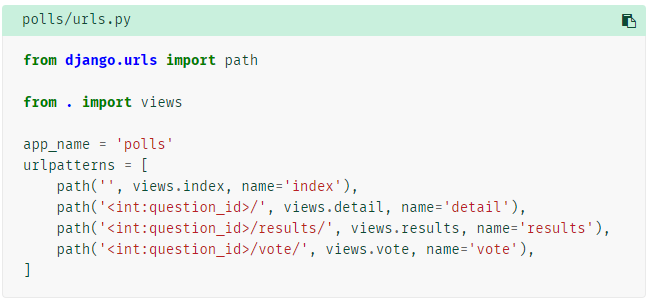 polls/urls.py
from django.urls import path
from . import views
app_name = 'polls'
urlpatterns = [
path('', views.index, name='index'),
path('<int:question_id>/', views.detail, name='detail'),
path('<int:question_id>/results/', views.results, name='results'),
path('<int:question_id>/vote/', views.vote, name='vote'),
]